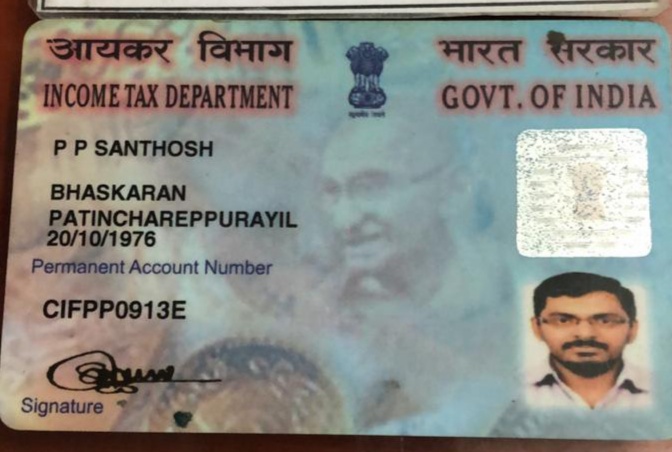 आयकर विभाग
भारत सरकार
INCOME TAX DEPARTMENT
GOVT. OF INDIA
P P SANTHOSH
BHASKARAN
PATINCHAREPPURAYIL
20/10/1976
Permanent Account Number
CIFPP0913E
Signature